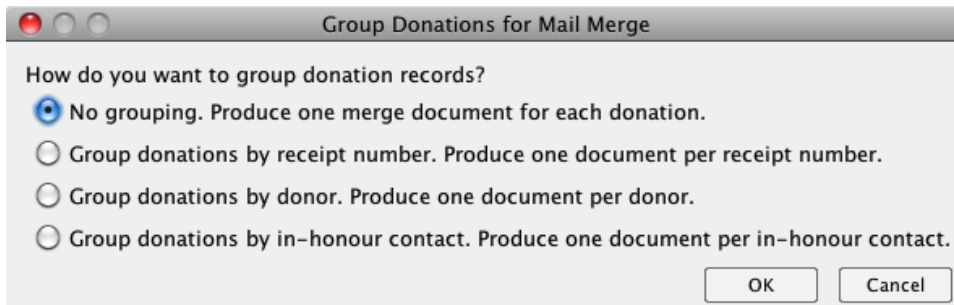 Group Donations for Mail Merge
How do you want to group donation records?
No grouping. Produce one merge document for each donation.
Group donations by receipt number. Produce one document per receipt number.
Group donations by donor. Produce one document per donor.
Group donations by in-honour contact. Produce one document per in-honour contact.
OK Cancel